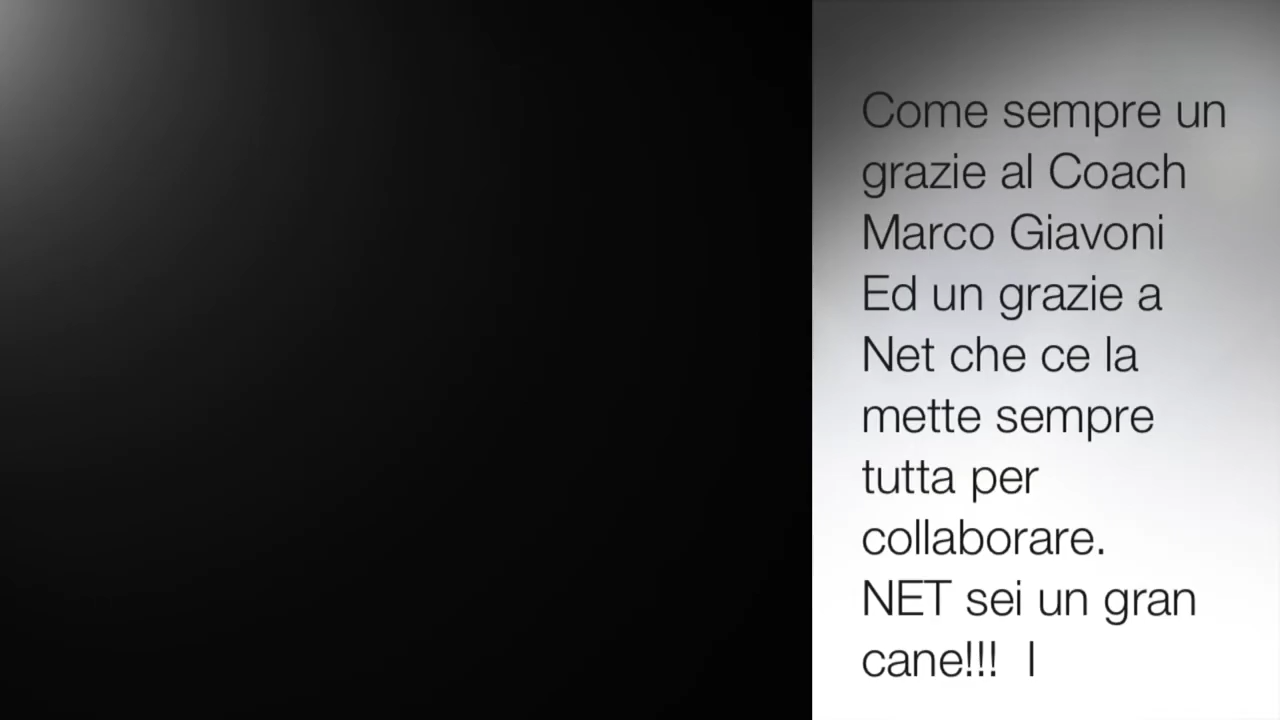 Come sempre un
grazie al Coach
Marco Giavoni
Ed un grazie a
Net che ce la
mette sempre
tutta per
collaborare.
NET sei un gran
cane!!!  I